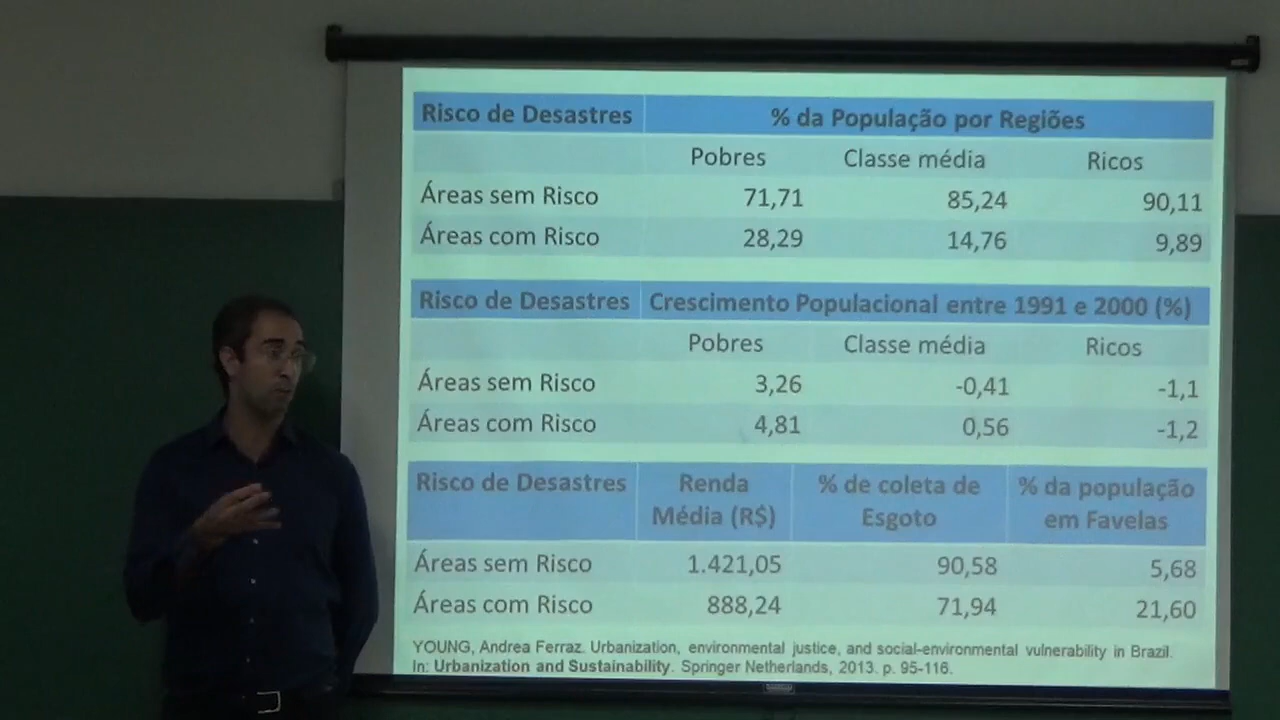 Risco de Desastres % da População por Regiões
Pobres Classe média Ricos
Áreas sem Risco 71,71 85,24 90,11
Áreas com Risco 28,29 14,76 9,89
Risco de Desastres Crescimento Populacional entre 1991 e 2000 (%)
Pobres Classe média Ricos
Áreas sem Risco 3,26 -0,41 -1,1
Áreas com Risco 4,81 0,56 -1,2
Risco de Desastres Renda Média (R$) % de coleta de Esgoto % da população em Favelas
Áreas sem Risco 1.421,05 90,58 5,68
Áreas com Risco 888,24 71,94 21,60
YOUNG, Andrea Ferraz. Urbanization, environmental justice, and social-environmental vulnerability in Brazil.
In: Urbanization and Sustainability. Springer Netherlands, 2013. p. 95-116.